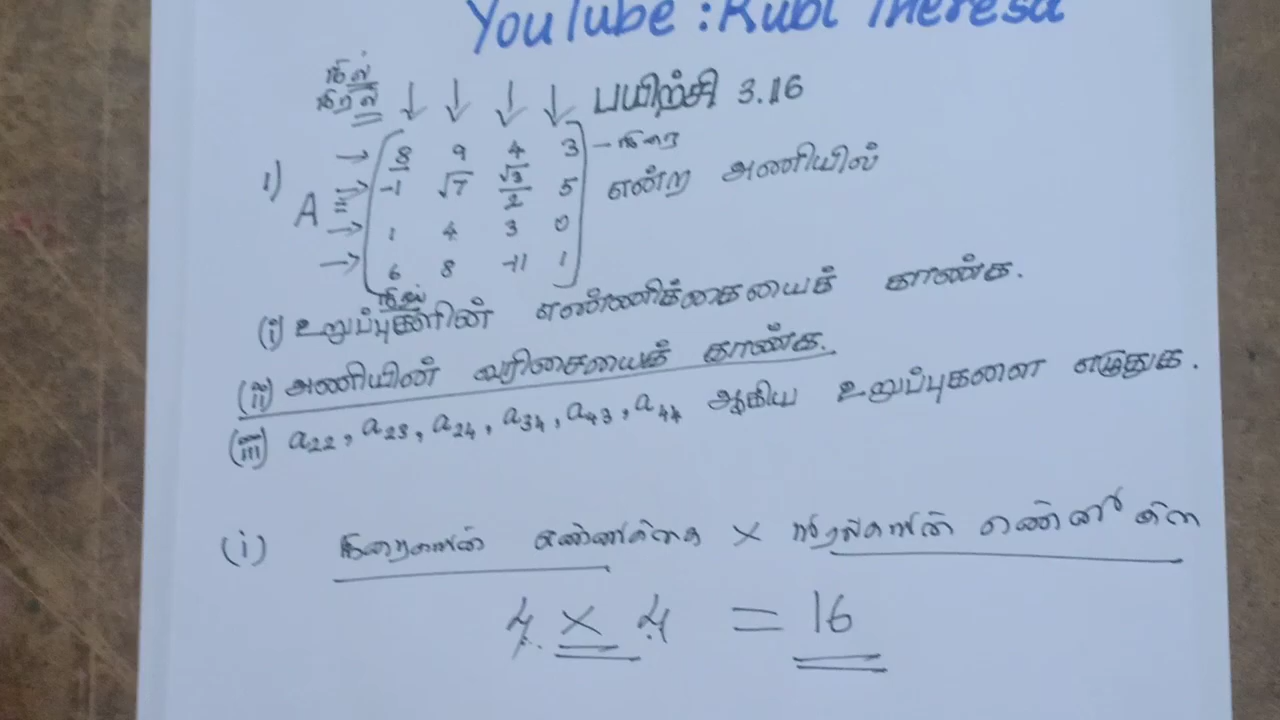 YouTube : Rubi Theresa
நிரல் பயிற்சி 3.16
1) A = 8 9 4 3 – நிரை
-1 √7 √3/2 5 என்ற அணியில்
1 4 3 0
6 8 -11 1
(i) உறுப்புகளின் எண்ணிக்கையைக் காண்க.
(ii) அணியின் வரிசையைக் காண்க.
(iii) a22, a23, a24, a34, a43, a44 ஆகிய உறுப்புகளை எழுதுக.
(i) நிரைகளின் எண்ணிக்கை × நிரல்களின் எண்ணிக்கை
4 × 4 = 16